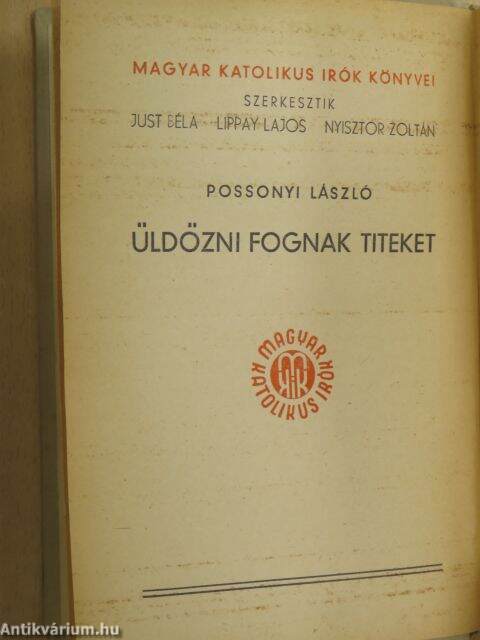 MAGYAR KATOLIKUS IRÓK KÖNYVEI
SZERKESZTIK
JUST BÉLA LIPPAY LAJOS NYISZTOR ZOLTÁN
POSSONYI LÁSZLÓ
ÜLDÖZNI FOGNAK TITEKET
MAGYAR KATOLIKUS IRÓK
Antikvárium.hu